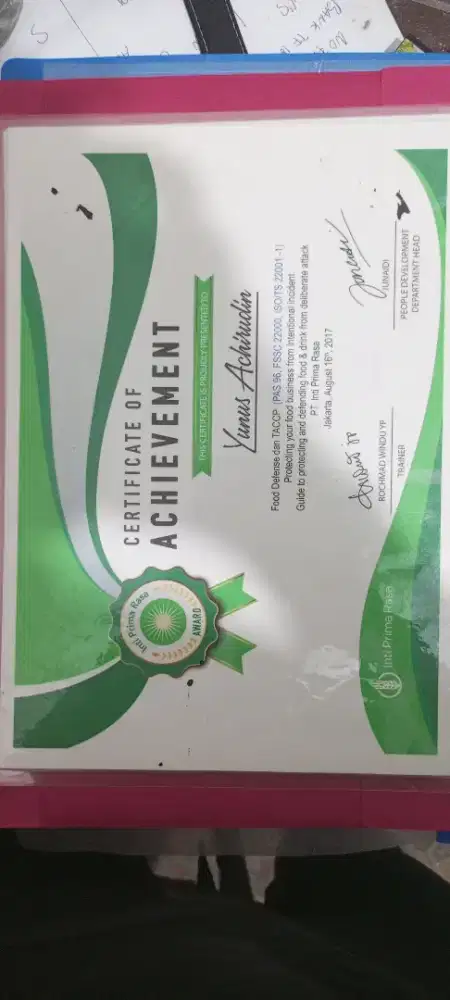 CERTIFICATE OF
ACHIEVEMENT
THIS CERTIFICATE IS PROUDLY PRESENTED TO
Yunus Achirudin
Food Defense dan TACCP (PAS 96, FSSC 22000, ISO/TS 22001-1)
Protecting your food business from intentional incident
Guide to protecting and defending food & drink from deliberate attack
PT. Inti Prima Rasa
Jakarta, August 16th, 2017
ROCHMAD WINDU YP
TRAINER
JUNAIDI
PEOPLE DEVELOPMENT
DEPARTMENT HEAD
Inti Prima Rasa
AWARD
Inti Prima Rasa